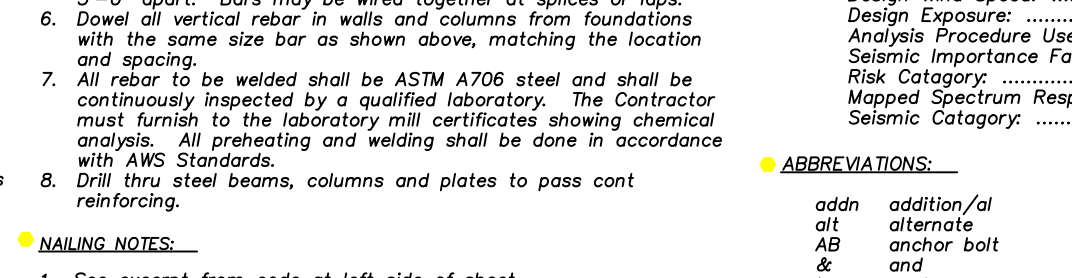 3'-0" apart. Bars may be wired together at splices or laps.
6. Dowel all vertical rebar in walls and columns from foundations
with the same size bar as shown above, matching the location
and spacing.
7. All rebar to be welded shall be ASTM A706 steel and shall be
continuously inspected by a qualified laboratory. The Contractor
must furnish to the laboratory mill certificates showing chemical
analysis. All preheating and welding shall be done in accordance
with AWS Standards.
8. Drill thru steel beams, columns and plates to pass cont
reinforcing.
NAILING NOTES:
1. See excerpt from code at left side of sheet
Design Wind Speed: ...
Design Exposure: ........
Analysis Procedure Use
Seismic Importance Fa
Risk Catagory: ............
Mapped Spectrum Resp
Seismic Catagory: ......
ABBREVIATIONS:
addn addition/al
alt alternate
AB anchor bolt
& and